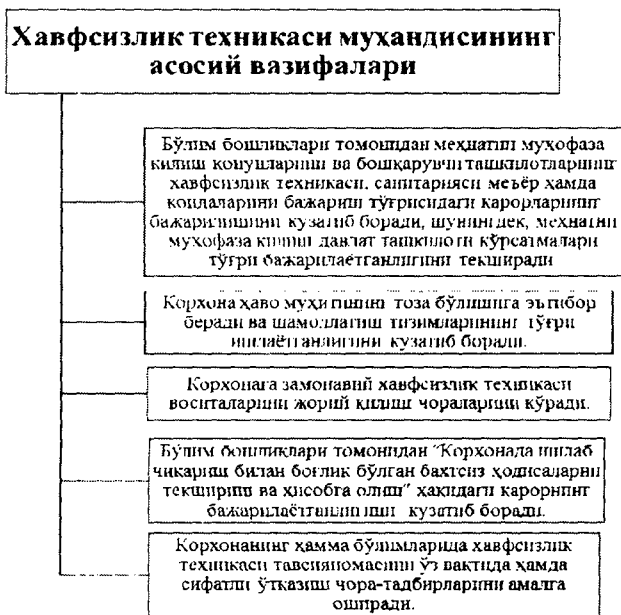 Хавфсизлик техникаси муҳандисининг
асосий вазифалари
Бўлим бошлиқлари томонидан меҳнатни муҳофаза
қилиш қонунларини ва бошқарувчи ташкилотларнинг
хавфсизлик техникаси, санитарияси меъёр ҳамда
қоидаларини бажариш тўғрисидаги қарорларнинг
бажарилишини кузатиб боради, шунингдек, меҳнатни
муҳофаза қилиш давлат ташкилоти кўрсатмалари
тўғри бажарилаётганлигини текширади
Корхона ҳаво муҳитининг тоза бўлишига эътибор
беради ва шамоллатиш тизимларининг тўғри
ишлаётганлигини кузатиб боради.
Корхонага замонавий хавфсизлик техникаси
воситаларини жорий қилиш чораларини кўради.
Бўлим бошлиқлари томонидан "Корхонада ишлаб
чиқариш билан боғлиқ бўлган бахтсиз ҳодисаларни
текшириш ва ҳисобга олиш" ҳақидаги қарорнинг
бажарилаётганлигини кузатиб боради.
Корхонанинг ҳамма бўлимларида хавфсизлик
техникаси тавсияномасини ўз вақтида ҳамда
сифатли ўтказиш чора-тадбирларини амалга
оширади.